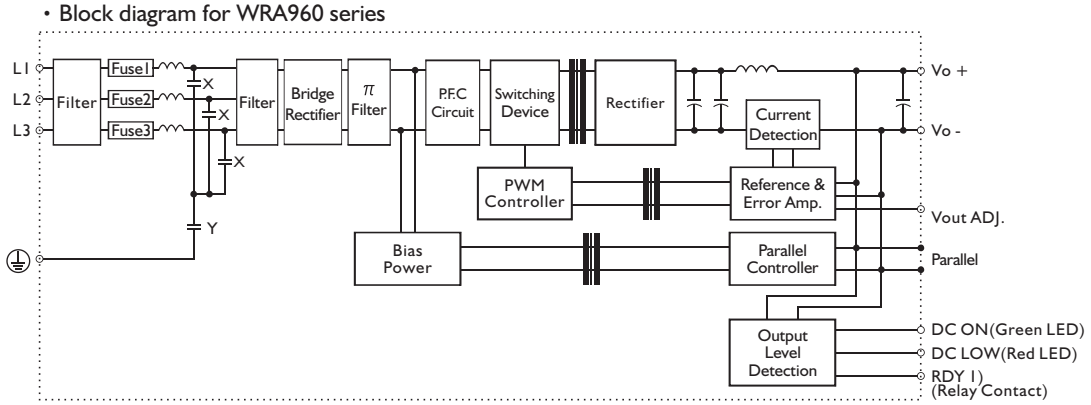 • Block diagram for WRA960 series
L1
L2
L3
Filter
Fuse1
Fuse2
Fuse3
X
X
X
Y
Filter
Bridge
Rectifier
π
Filter
P.F.C
Circuit
Switching
Device
Rectifier
Current
Detection
Vo +
Vo -
PWM
Controller
Reference &
Error Amp.
Vout ADJ.
Bias
Power
Parallel
Controller
Parallel
Output
Level
Detection
DC ON(Green LED)
DC LOW(Red LED)
RDY 1)
(Relay Contact)